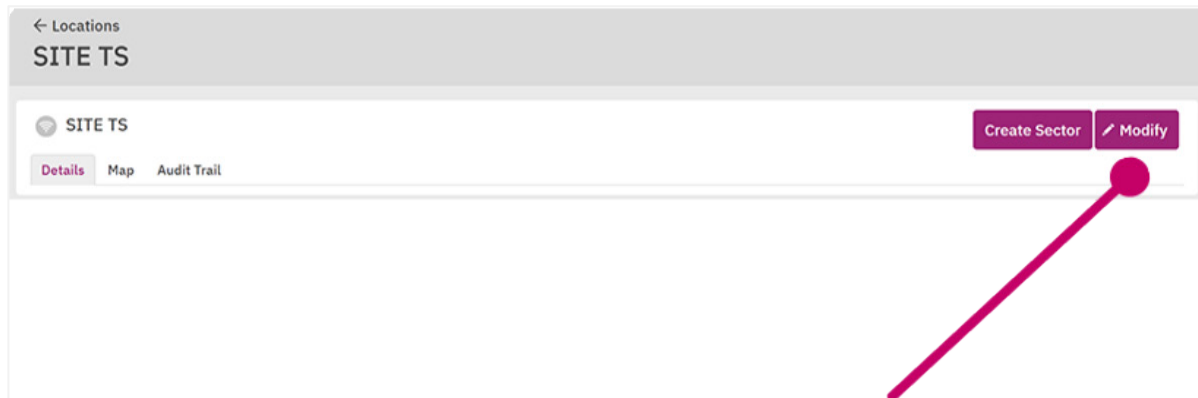 ← Locations
SITE TS
SITE TS
Create Sector
Modify
Details Map Audit Trail